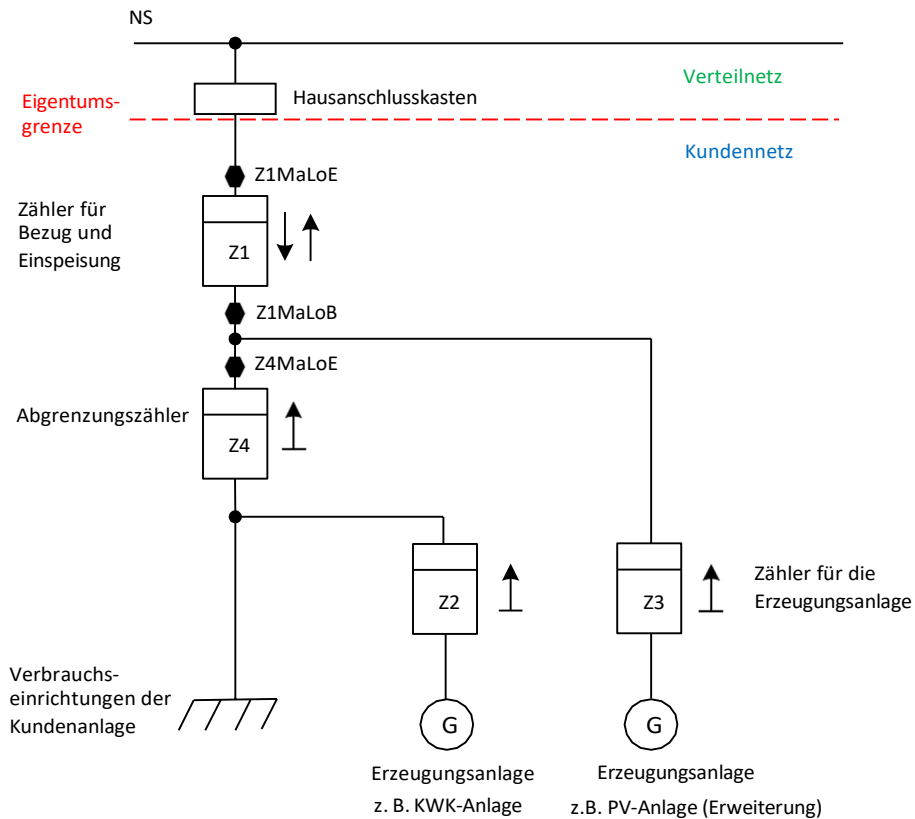 NS
Verteilnetz
Eigentums-
grenze
Hausanschlusskasten
Kundennetz
Z1MaLoE
Zähler für
Bezug und
Einspeisung
Z1
Z1MaLoB
Z4MaLoE
Abgrenzungszähler
Z4
Z2
Z3
Zähler für die
Erzeugungsanlage
Verbrauchs-
einrichtungen der
Kundenanlage
G
G
Erzeugungsanlage
z. B. KWK-Anlage
Erzeugungsanlage
z.B. PV-Anlage (Erweiterung)